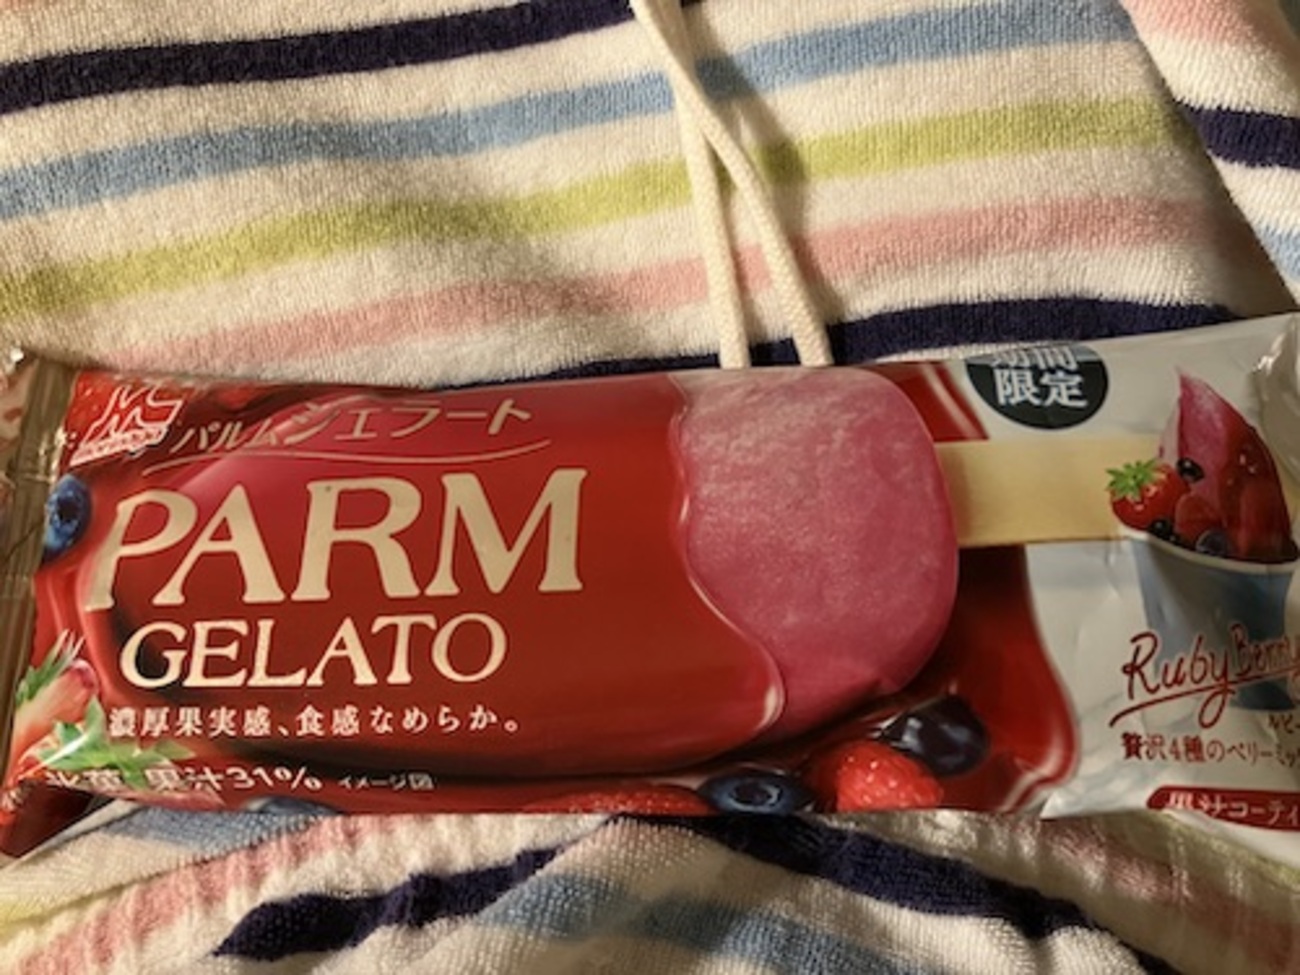 期間
限定
パルムジェラート
PARM
GELATO
濃厚果実感、食感なめらか。
果汁31% イメージ図
Ruby Berry
贅沢4種のベリーミッ
果汁コーティ